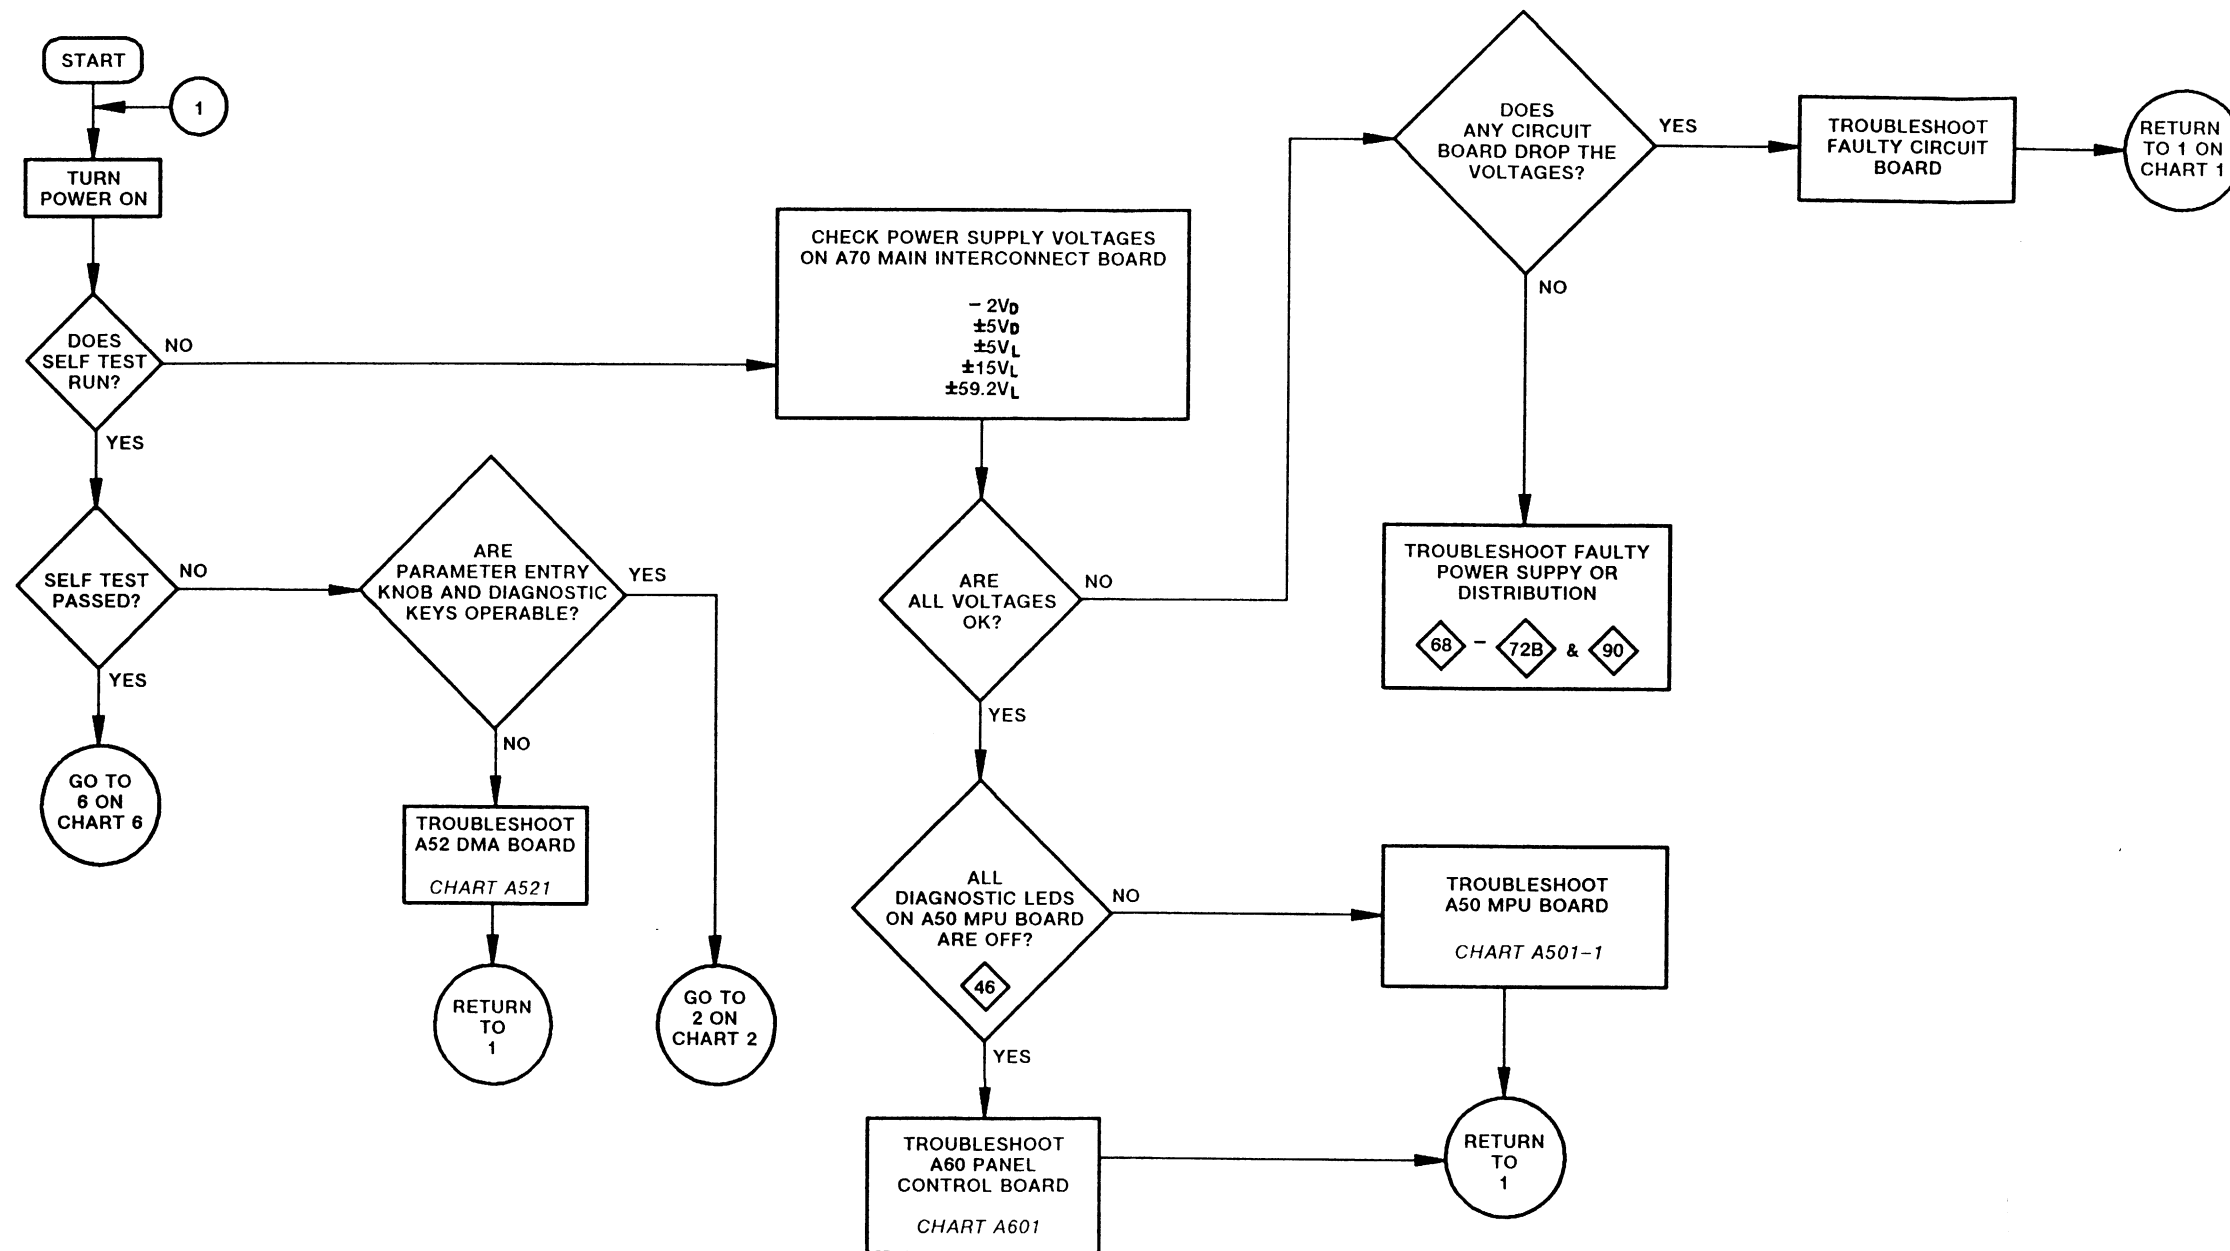 START
1
TURN
POWER ON
DOES
SELF TEST
RUN?
NO
YES
SELF TEST
PASSED?
NO
YES
GO TO
6 ON
CHART 6
ARE
PARAMETER ENTRY
KNOB AND DIAGNOSTIC
KEYS OPERABLE?
YES
NO
TROUBLESHOOT
A52 DMA BOARD
CHART A521
RETURN
TO
1
GO TO
2 ON
CHART 2
CHECK POWER SUPPLY VOLTAGES
ON A70 MAIN INTERCONNECT BOARD
− 2VD
±5VD
±5VL
±15VL
±59.2VL
ARE
ALL VOLTAGES
OK?
NO
YES
ALL
DIAGNOSTIC LEDS
ON A50 MPU BOARD
ARE OFF?
46
NO
YES
TROUBLESHOOT
A60 PANEL
CONTROL BOARD
CHART A601
DOES
ANY CIRCUIT
BOARD DROP THE
VOLTAGES?
YES
NO
TROUBLESHOOT
FAULTY CIRCUIT
BOARD
RETURN
TO 1 ON
CHART 1
TROUBLESHOOT FAULTY
POWER SUPPY OR
DISTRIBUTION
68 − 72B & 90
TROUBLESHOOT
A50 MPU BOARD
CHART A501−1
RETURN
TO
1